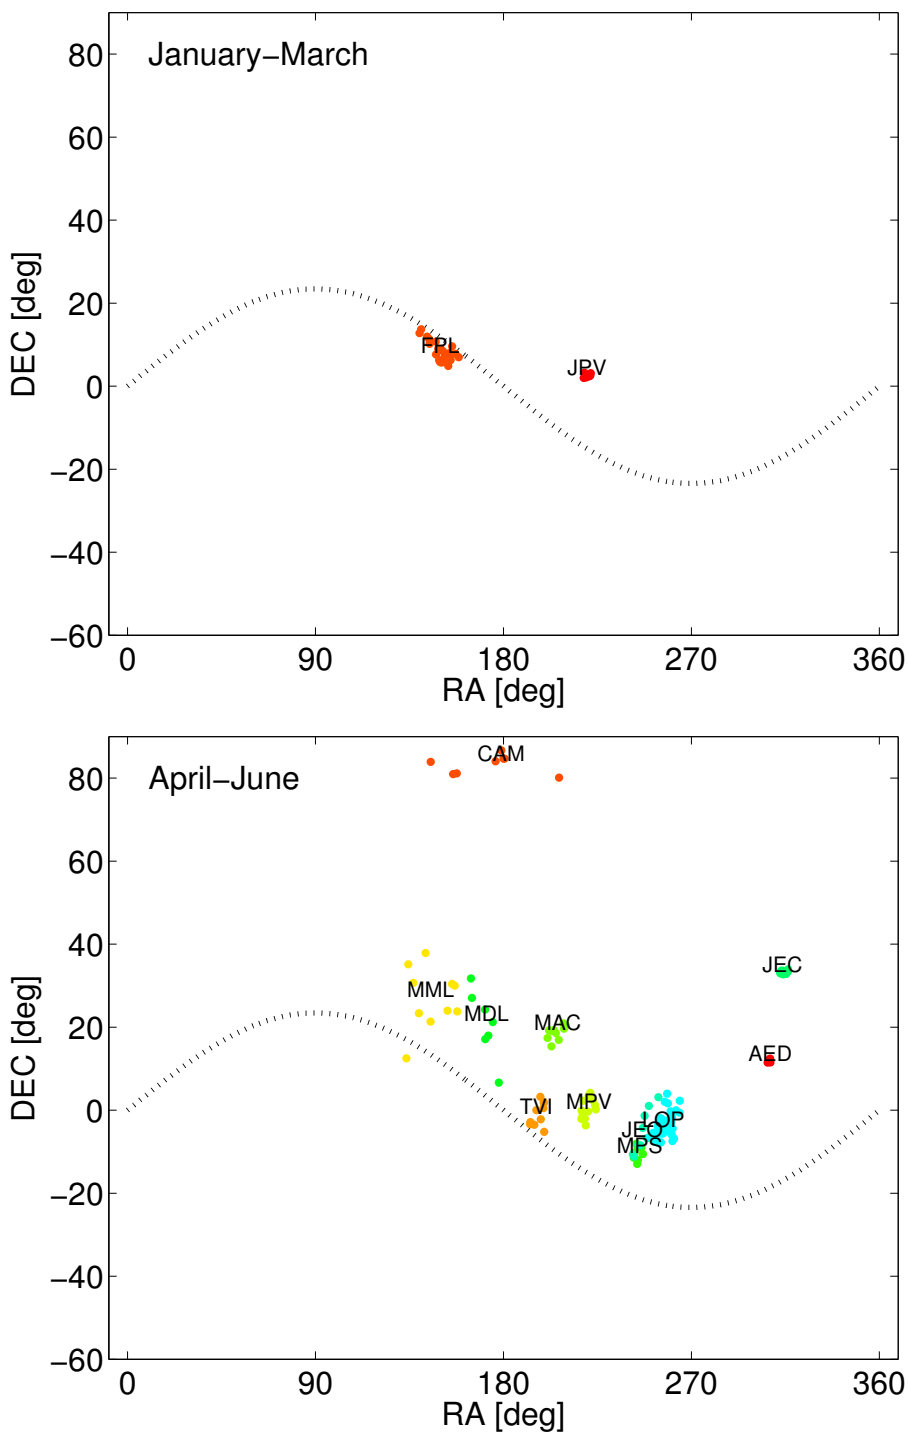 January−March
80
60
40
20
0
−20
−40
−60
DEC [deg]
FPL
JPV
0 90 180 270 360
RA [deg]
April−June
80
60
40
20
0
−20
−40
−60
DEC [deg]
CAM
MML
MDL
MAC
JEC
AED
TVI
MPV
LOP
JEO
MPS
0 90 180 270 360
RA [deg]